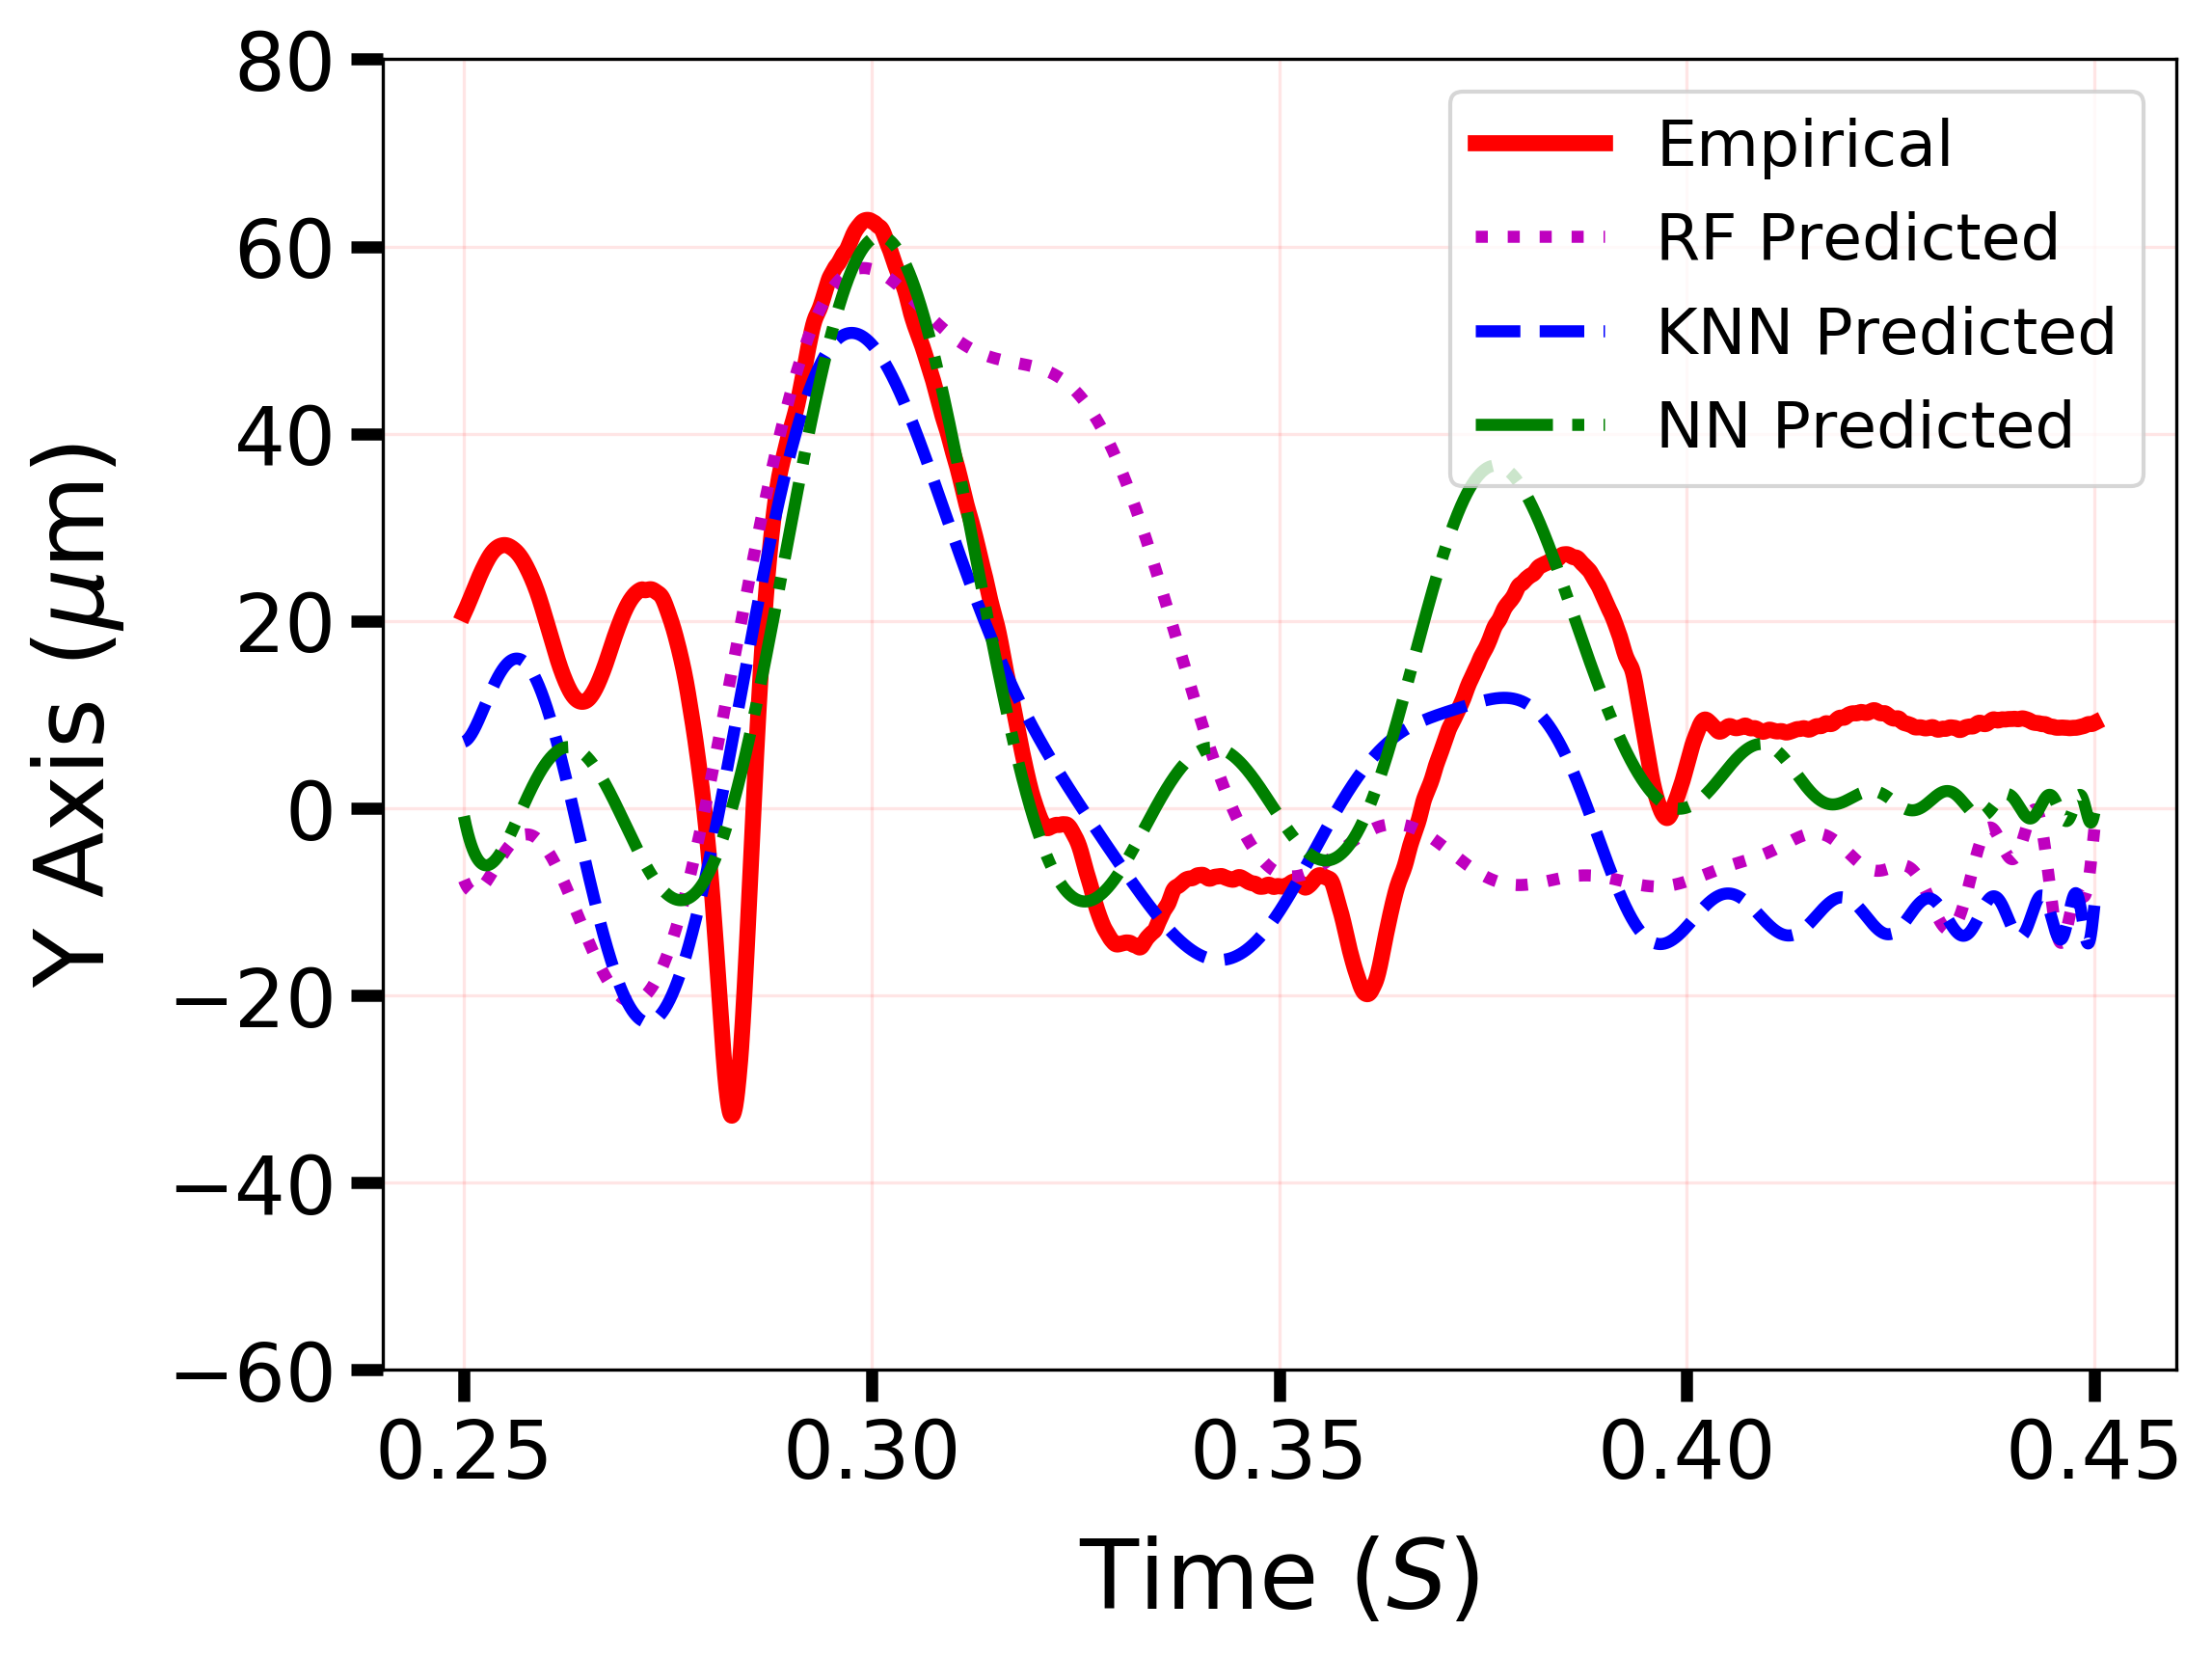 80
60
40
20
0
−20
−40
−60
Y Axis (μm)
Empirical
RF Predicted
KNN Predicted
NN Predicted
0.25 0.30 0.35 0.40 0.45
Time (S)